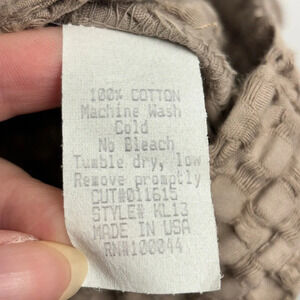 100% COTTON
Machine Wash
Cold
No Bleach
Tumble dry, low
Remove promptly
CUT#011615
STYLE# KL13
MADE IN USA
RN#100044